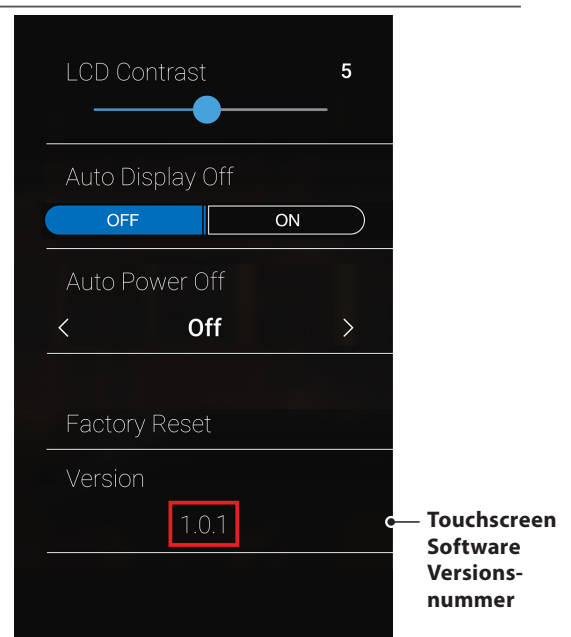 LCD Contrast 5
Auto Display Off
OFF ON
Auto Power Off
< Off >
Factory Reset
Version
1.0.1
Touchscreen
Software
Versions-
nummer